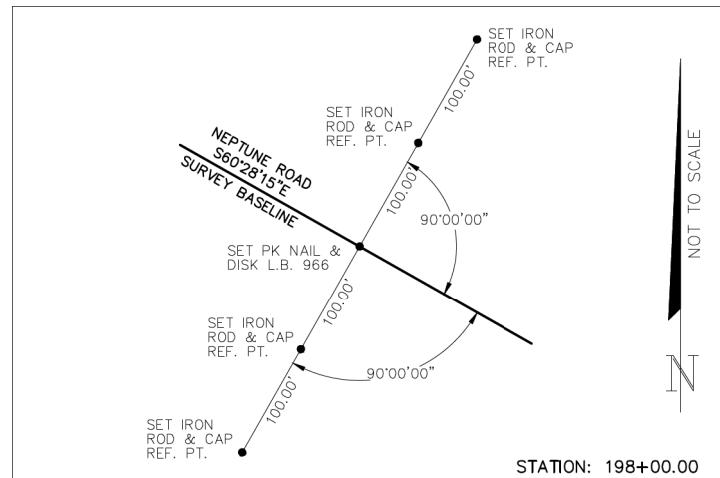 SET IRON
ROD & CAP
REF. PT.
100.00'
SET IRON
ROD & CAP
REF. PT.
100.00'
NEPTUNE ROAD
S60°28'15"E
SURVEY BASELINE
90°00'00"
SET PK NAIL &
DISK L.B. 966
100.00'
SET IRON
ROD & CAP
REF. PT.
90°00'00"
100.00'
SET IRON
ROD & CAP
REF. PT.
NOT TO SCALE
N
STATION: 198+00.00